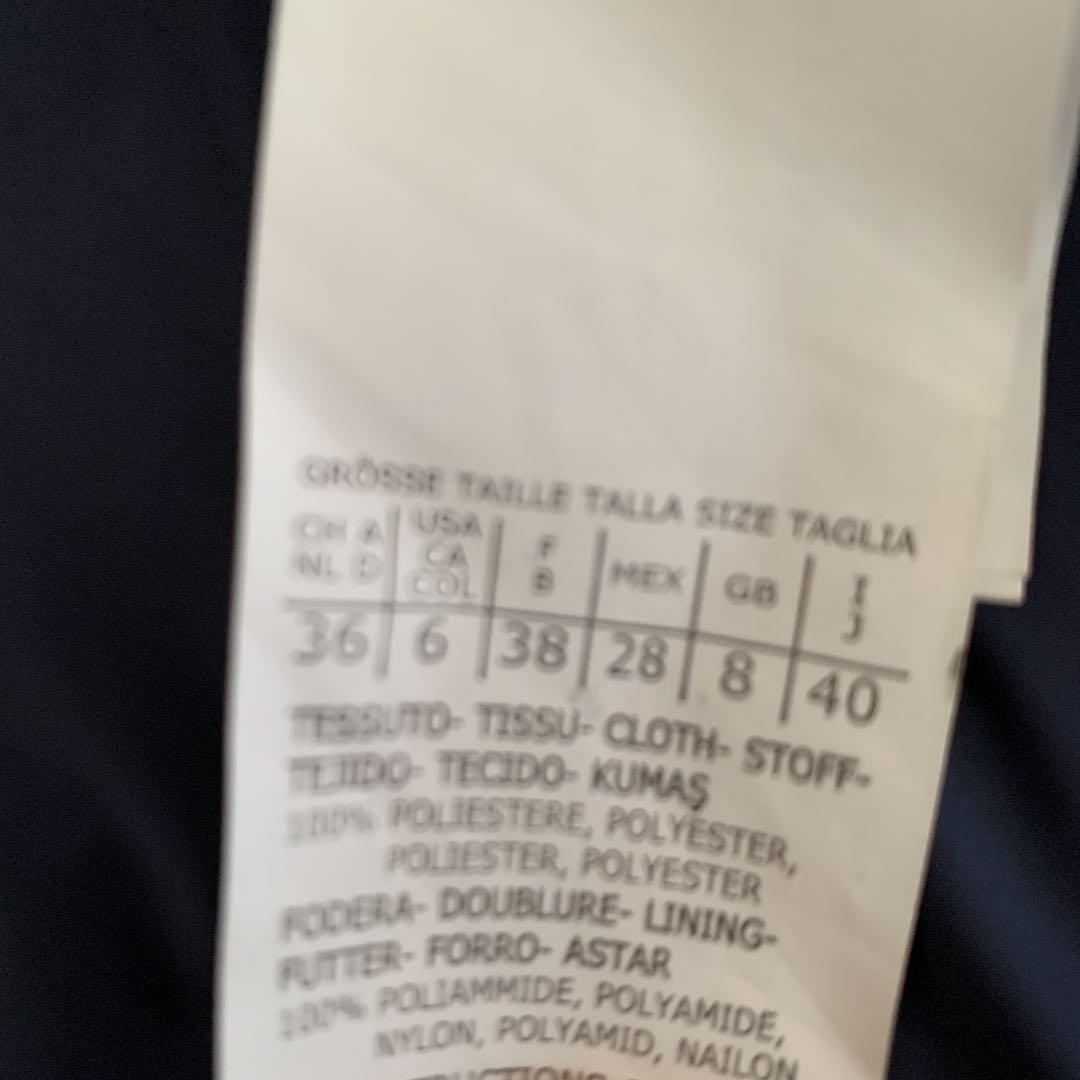 GRÖSSE TAILLE TALLA SIZE TAGLIA
CH A
NL D
USA
CA
COL
F
B
MEX
GB
I
J
36 6 38 28 8 40
TESSUTO- TISSU- CLOTH- STOFF-
TEJIDO- TECIDO- KUMAŞ
100% POLIESTERE, POLYESTER,
POLIESTER, POLYESTER
FODERA- DOUBLURE- LINING-
FUTTER- FORRO- ASTAR
100% POLIAMMIDE, POLYAMIDE,
NYLON, POLYAMID, NAILON